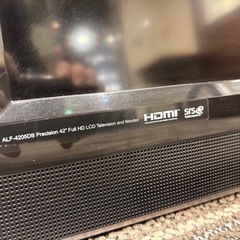 ALF-4205DB Precision 42" Full HD LCD Television and Monitor
HDMI
SRS